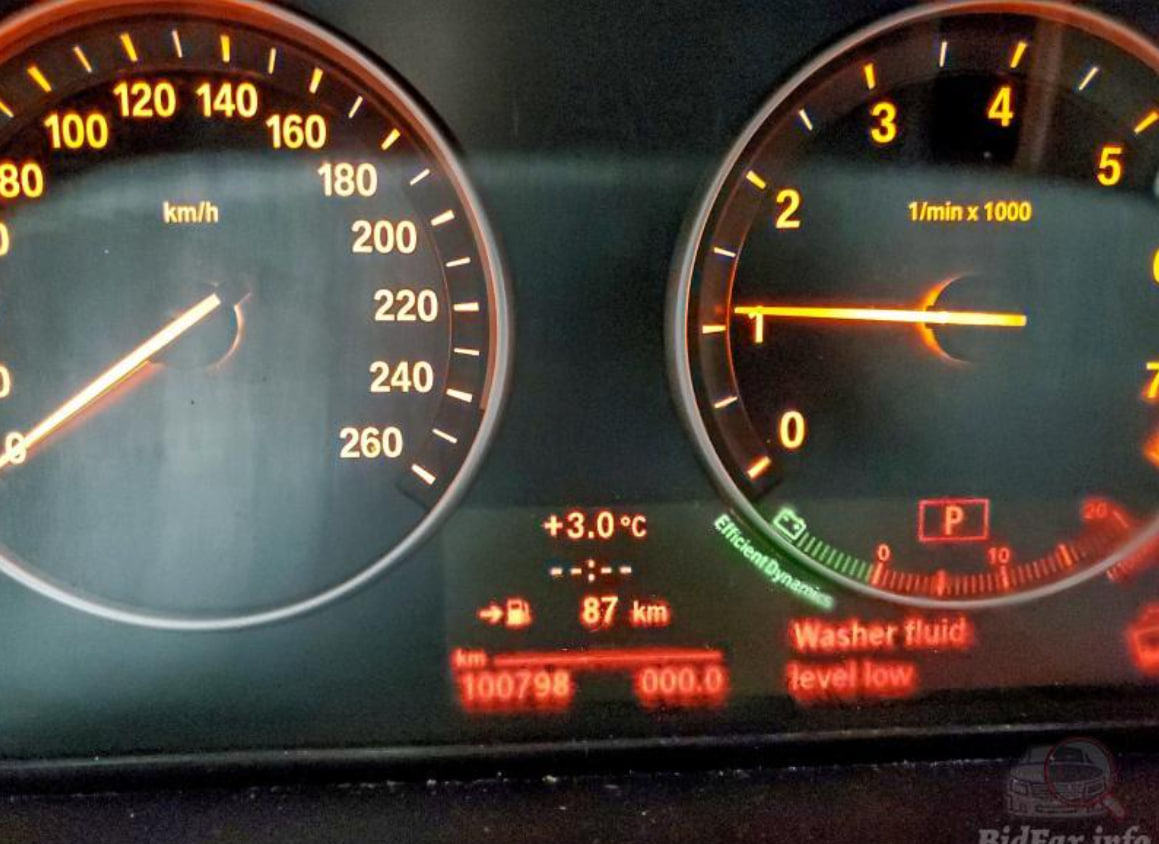 80
100
120
140
160
180
200
220
240
260
km/h
0
0
1
2
3
4
5
7
1/min x 1000
+3.0 °C
--:--
87 km
km
100798 000.0
EfficientDynamics
0
10
20
P
Washer fluid
level low
BidFax.info